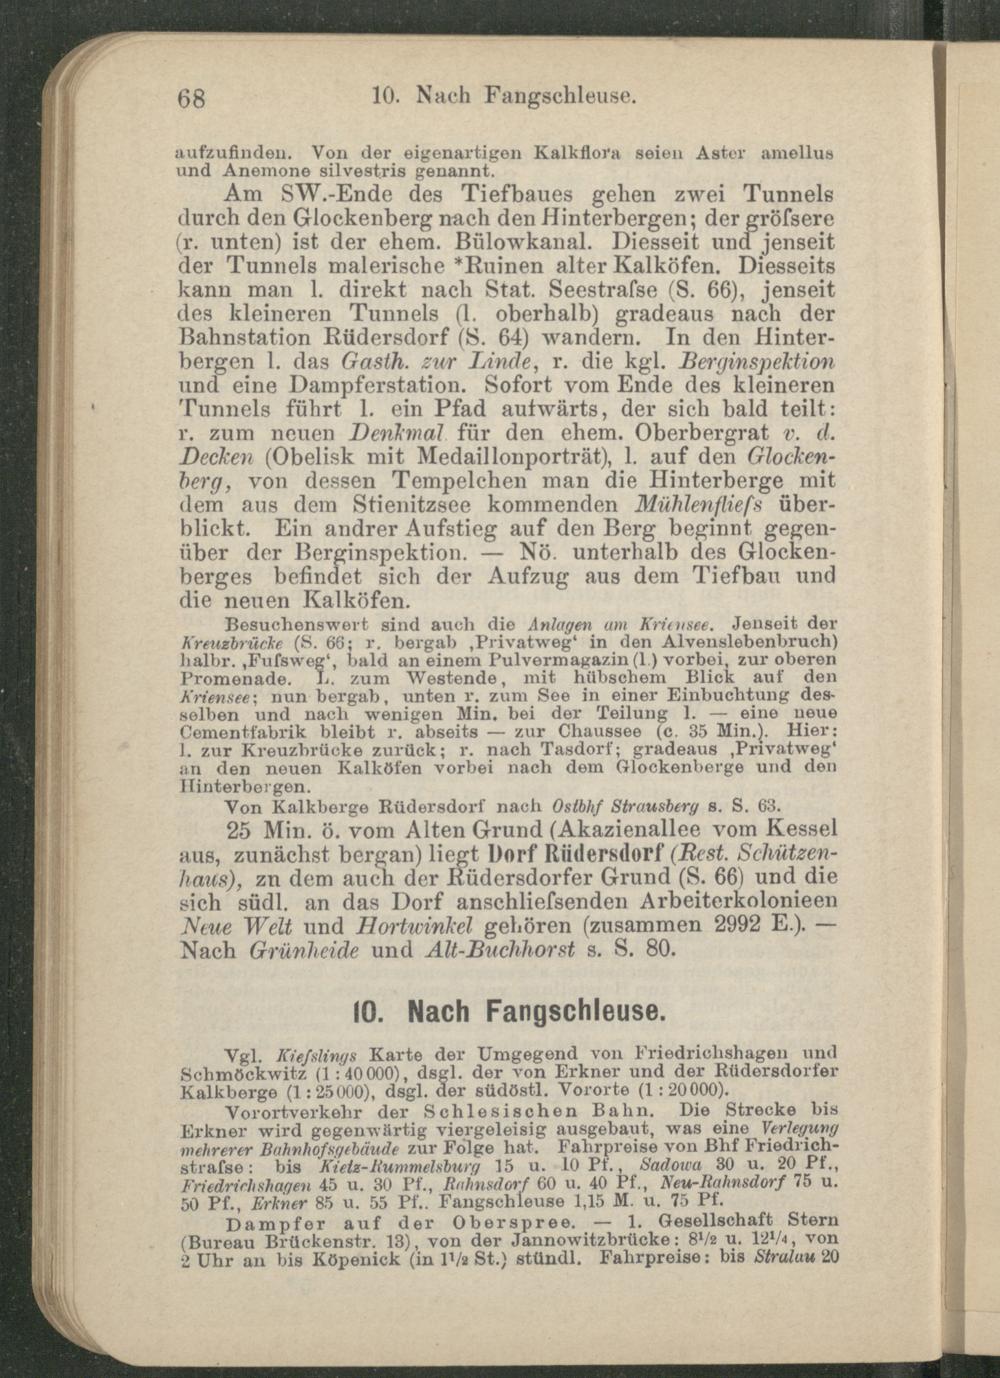 68 10. Nach Fangschleuse.
aufzufinden. Von der eigenartigen Kalkflora seien Aster amellus
und Anemone silvestris genannt.
Am SW.-Ende des Tiefbaues gehen zwei Tunnels
durch den Glockenberg nach den Hinterbergen; der gröſsere
(r. unten) ist der ehem. Bülowkanal. Diesseit und jenseit
der Tunnels malerische *Ruinen alter Kalköfen. Diesseits
kann man l. direkt nach Stat. Seestraſse (S. 66), jenseit
des kleineren Tunnels (l. oberhalb) gradeaus nach der
Bahnstation Rüdersdorf (S. 64) wandern. In den Hinter-
bergen l. das Gasth. zur Linde, r. die kgl. Berginspektion
und eine Dampferstation. Sofort vom Ende des kleineren
Tunnels führt l. ein Pfad aufwärts, der sich bald teilt:
r. zum neuen Denkmal für den ehem. Oberbergrat v. d.
Decken (Obelisk mit Medaillonporträt), l. auf den Glocken-
berg, von dessen Tempelchen man die Hinterberge mit
dem aus dem Stienitzsee kommenden Mühlenflieſs über-
blickt. Ein andrer Aufstieg auf den Berg beginnt gegen-
über der Berginspektion. — Nö. unterhalb des Glocken-
berges befindet sich der Aufzug aus dem Tiefbau und
die neuen Kalköfen.
Besuchenswert sind auch die Anlagen am Kriensee. Jenseit der
Kreuzbrücke (S. 66; r. bergab ‚Privatweg‘ in den Alvenslebenbruch)
halbr. ‚Fuſsweg‘, bald an einem Pulvermagazin (l.) vorbei, zur oberen
Promenade. L. zum Westende, mit hübschem Blick auf den
Kriensee; nun bergab, unten r. zum See in einer Einbuchtung des-
selben und nach wenigen Min. bei der Teilung l. — eine neue
Cementfabrik bleibt r. abseits — zur Chaussee (c. 35 Min.). Hier:
l. zur Kreuzbrücke zurück; r. nach Tasdorf; gradeaus ‚Privatweg‘
an den neuen Kalköfen vorbei nach dem Glockenberge und den
Hinterbergen.
Von Kalkberge Rüdersdorf nach Ostbhf Strausberg s. S. 63.
25 Min. ö. vom Alten Grund (Akazienallee vom Kessel
aus, zunächst bergan) liegt Dorf Rüdersdorf (Rest. Schützen-
haus), zu dem auch der Rüdersdorfer Grund (S. 66) und die
sich südl. an das Dorf anschlieſsenden Arbeiterkolonieen
Neue Welt und Hortwinkel gehören (zusammen 2992 E.). —
Nach Grünheide und Alt-Buchhorst s. S. 80.
10. Nach Fangschleuse.
Vgl. Kieſslings Karte der Umgegend von Friedrichshagen und
Schmöckwitz (1:40000), dsgl. der von Erkner und der Rüdersdorfer
Kalkberge (1:25000), dsgl. der südöstl. Vororte (1:20000).
Vorortverkehr der Schlesischen Bahn. Die Strecke bis
Erkner wird gegenwärtig viergeleisig ausgebaut, was eine Verlegung
mehrerer Bahnhofsgebäude zur Folge hat. Fahrpreise von Bhf Friedrich-
straſse: bis Kietz-Rummelsburg 15 u. 10 Pf., Sadowa 30 u. 20 Pf.,
Friedrichshagen 45 u. 30 Pf., Rahnsdorf 60 u. 40 Pf., Neu-Rahnsdorf 75 u.
50 Pf., Erkner 85 u. 55 Pf.. Fangschleuse 1,15 M. u. 75 Pf.
Dampfer auf der Oberspree. — 1. Gesellschaft Stern
(Bureau Brückenstr. 13), von der Jannowitzbrücke: 8¹/₂ u. 12¹/₄, von
2 Uhr an bis Köpenick (in 1¹/₂ St.) stündl. Fahrpreise: bis Stralau 20